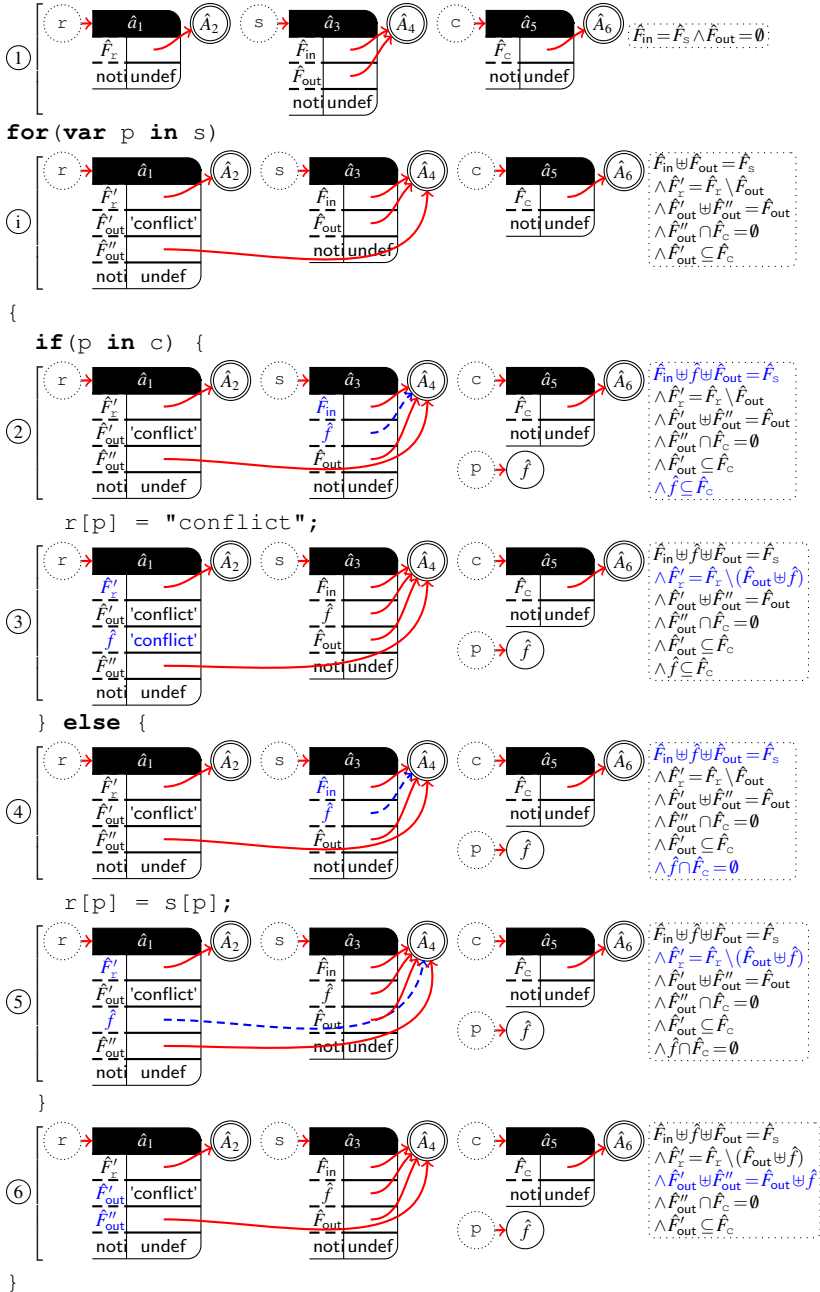 r â₁ Â₂ s â₃ Â₄ c â₅ Â₆
① F̂ᵣ F̂in F̂c F̂in = F̂s ∧ F̂out = ∅
noti undef F̂out noti undef
noti undef
for(var p in s)
r â₁ Â₂ s â₃ Â₄ c â₅ Â₆ F̂in ⊎ F̂out = F̂s
F̂′r F̂in F̂c ∧ F̂′r = F̂r \ F̂out
ⓘ F̂′out 'conflict' F̂out noti undef ∧ F̂′out ⊎ F̂″out = F̂out
F̂″out noti undef ∧ F̂″out ∩ F̂c = ∅
noti undef ∧ F̂′out ⊆ F̂c
{
if(p in c) {
r â₁ Â₂ s â₃ Â₄ c â₅ Â₆ F̂in ⊎ f̂ ⊎ F̂out = F̂s
F̂′r F̂in F̂c ∧ F̂′r = F̂r \ F̂out
② F̂′out 'conflict' f̂ noti undef ∧ F̂′out ⊎ F̂″out = F̂out
F̂″out F̂out p f̂ ∧ F̂″out ∩ F̂c = ∅
noti undef noti undef ∧ F̂′out ⊆ F̂c
∧ f̂ ⊆ F̂c
r[p] = "conflict";
r â₁ Â₂ s â₃ Â₄ c â₅ Â₆ F̂in ⊎ f̂ ⊎ F̂out = F̂s
F̂′r F̂in F̂c ∧ F̂′r = F̂r \ (F̂out ⊎ f̂)
F̂′out 'conflict' f̂ noti undef ∧ F̂′out ⊎ F̂″out = F̂out
③ f̂ 'conflict' F̂out p f̂ ∧ F̂″out ∩ F̂c = ∅
F̂″out noti undef ∧ F̂′out ⊆ F̂c
noti undef ∧ f̂ ⊆ F̂c
} else {
r â₁ Â₂ s â₃ Â₄ c â₅ Â₆ F̂in ⊎ f̂ ⊎ F̂out = F̂s
F̂′r F̂in F̂c ∧ F̂′r = F̂r \ F̂out
④ F̂′out 'conflict' f̂ noti undef ∧ F̂′out ⊎ F̂″out = F̂out
F̂″out F̂out p f̂ ∧ F̂″out ∩ F̂c = ∅
noti undef noti undef ∧ F̂′out ⊆ F̂c
∧ f̂ ∩ F̂c = ∅
r[p] = s[p];
r â₁ Â₂ s â₃ Â₄ c â₅ Â₆ F̂in ⊎ f̂ ⊎ F̂out = F̂s
F̂′r F̂in F̂c ∧ F̂′r = F̂r \ (F̂out ⊎ f̂)
F̂′out 'conflict' f̂ noti undef ∧ F̂′out ⊎ F̂″out = F̂out
⑤ f̂ F̂out p f̂ ∧ F̂″out ∩ F̂c = ∅
F̂″out noti undef ∧ F̂′out ⊆ F̂c
noti undef ∧ f̂ ∩ F̂c = ∅
}
r â₁ Â₂ s â₃ Â₄ c â₅ Â₆ F̂in ⊎ f̂ ⊎ F̂out = F̂s
F̂′r F̂in F̂c ∧ F̂′r = F̂r \ (F̂out ⊎ f̂)
⑥ F̂′out 'conflict' f̂ noti undef ∧ F̂′out ⊎ F̂″out = F̂out ⊎ f̂
F̂″out F̂out p f̂ ∧ F̂″out ∩ F̂c = ∅
noti undef noti undef ∧ F̂′out ⊆ F̂c
}